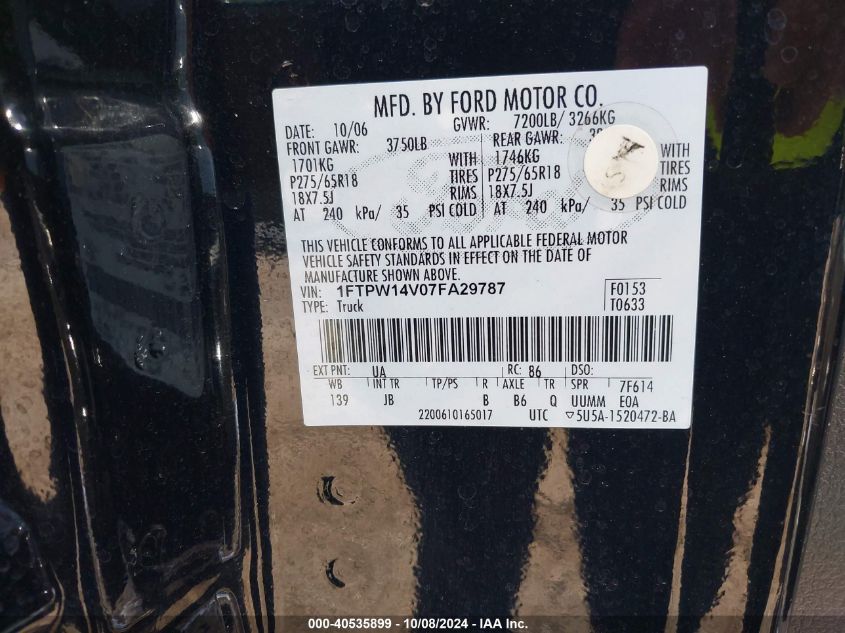 MFD. BY FORD MOTOR CO.
DATE: 10/06 GVWR: 7200LB/ 3266KG
FRONT GAWR: 3750LB REAR GAWR:
1701KG WITH 1746KG WITH
P275/65R18 TIRES P275/65R18 TIRES
18X7.5J RIMS 18X7.5J RIMS
AT 240 kPa/ 35 PSI COLD AT 240 kPa/ 35 PSI COLD
THIS VEHICLE CONFORMS TO ALL APPLICABLE FEDERAL MOTOR
VEHICLE SAFETY STANDARDS IN EFFECT ON THE DATE OF
MANUFACTURE SHOWN ABOVE.
VIN: 1FTPW14V07FA29787 F0153
TYPE: Truck T0633
EXT PNT: UA RC: 86 DSO:
WB INT TR TP/PS R AXLE TR SPR 7F614
139 JB B B6 Q UUMM EOA
2200610165017 UTC 5U5A-1520472-BA
000-40535899 - 10/08/2024 - IAA Inc.